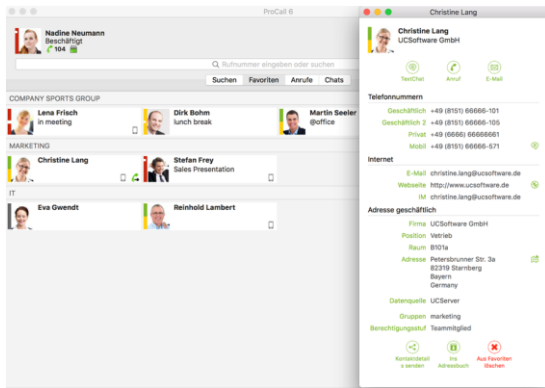 ProCall 6
Nadine Neumann
Beschäftigt
104
Rufnummer eingeben oder suchen
Suchen Favoriten Anrufe Chats
COMPANY SPORTS GROUP
Lena Frisch
in meeting
Dirk Bohm
lunch break
Martin Seeler
@office
MARKETING
Christine Lang
Stefan Frey
Sales Presentation
IT
Eva Gwendt
Reinhold Lambert
Christine Lang
Christine Lang
UCSoftware GmbH
TextChat Anruf E-Mail
Telefonnummern
Geschäftlich +49 (8151) 66666-101
Geschäftlich 2 +49 (8151) 66666-105
Privat +49 (6666) 66666661
Mobil +49 (8151) 66666-571
Internet
E-Mail christine.lang@ucsoftware.de
Webseite http://www.ucsoftware.de
IM christine.lang@ucsoftware.de
Adresse geschäftlich
Firma UCSoftware GmbH
Position Vetrieb
Raum B101a
Adresse Petersbrunner Str. 3a
82319 Starnberg
Bayern
Germany
Datenquelle UCServer
Gruppen marketing
Berechtigungsstuf Teammitglied
Kontaktdetail
s senden
Ins
Adressbuch
Aus Favoriten
löschen